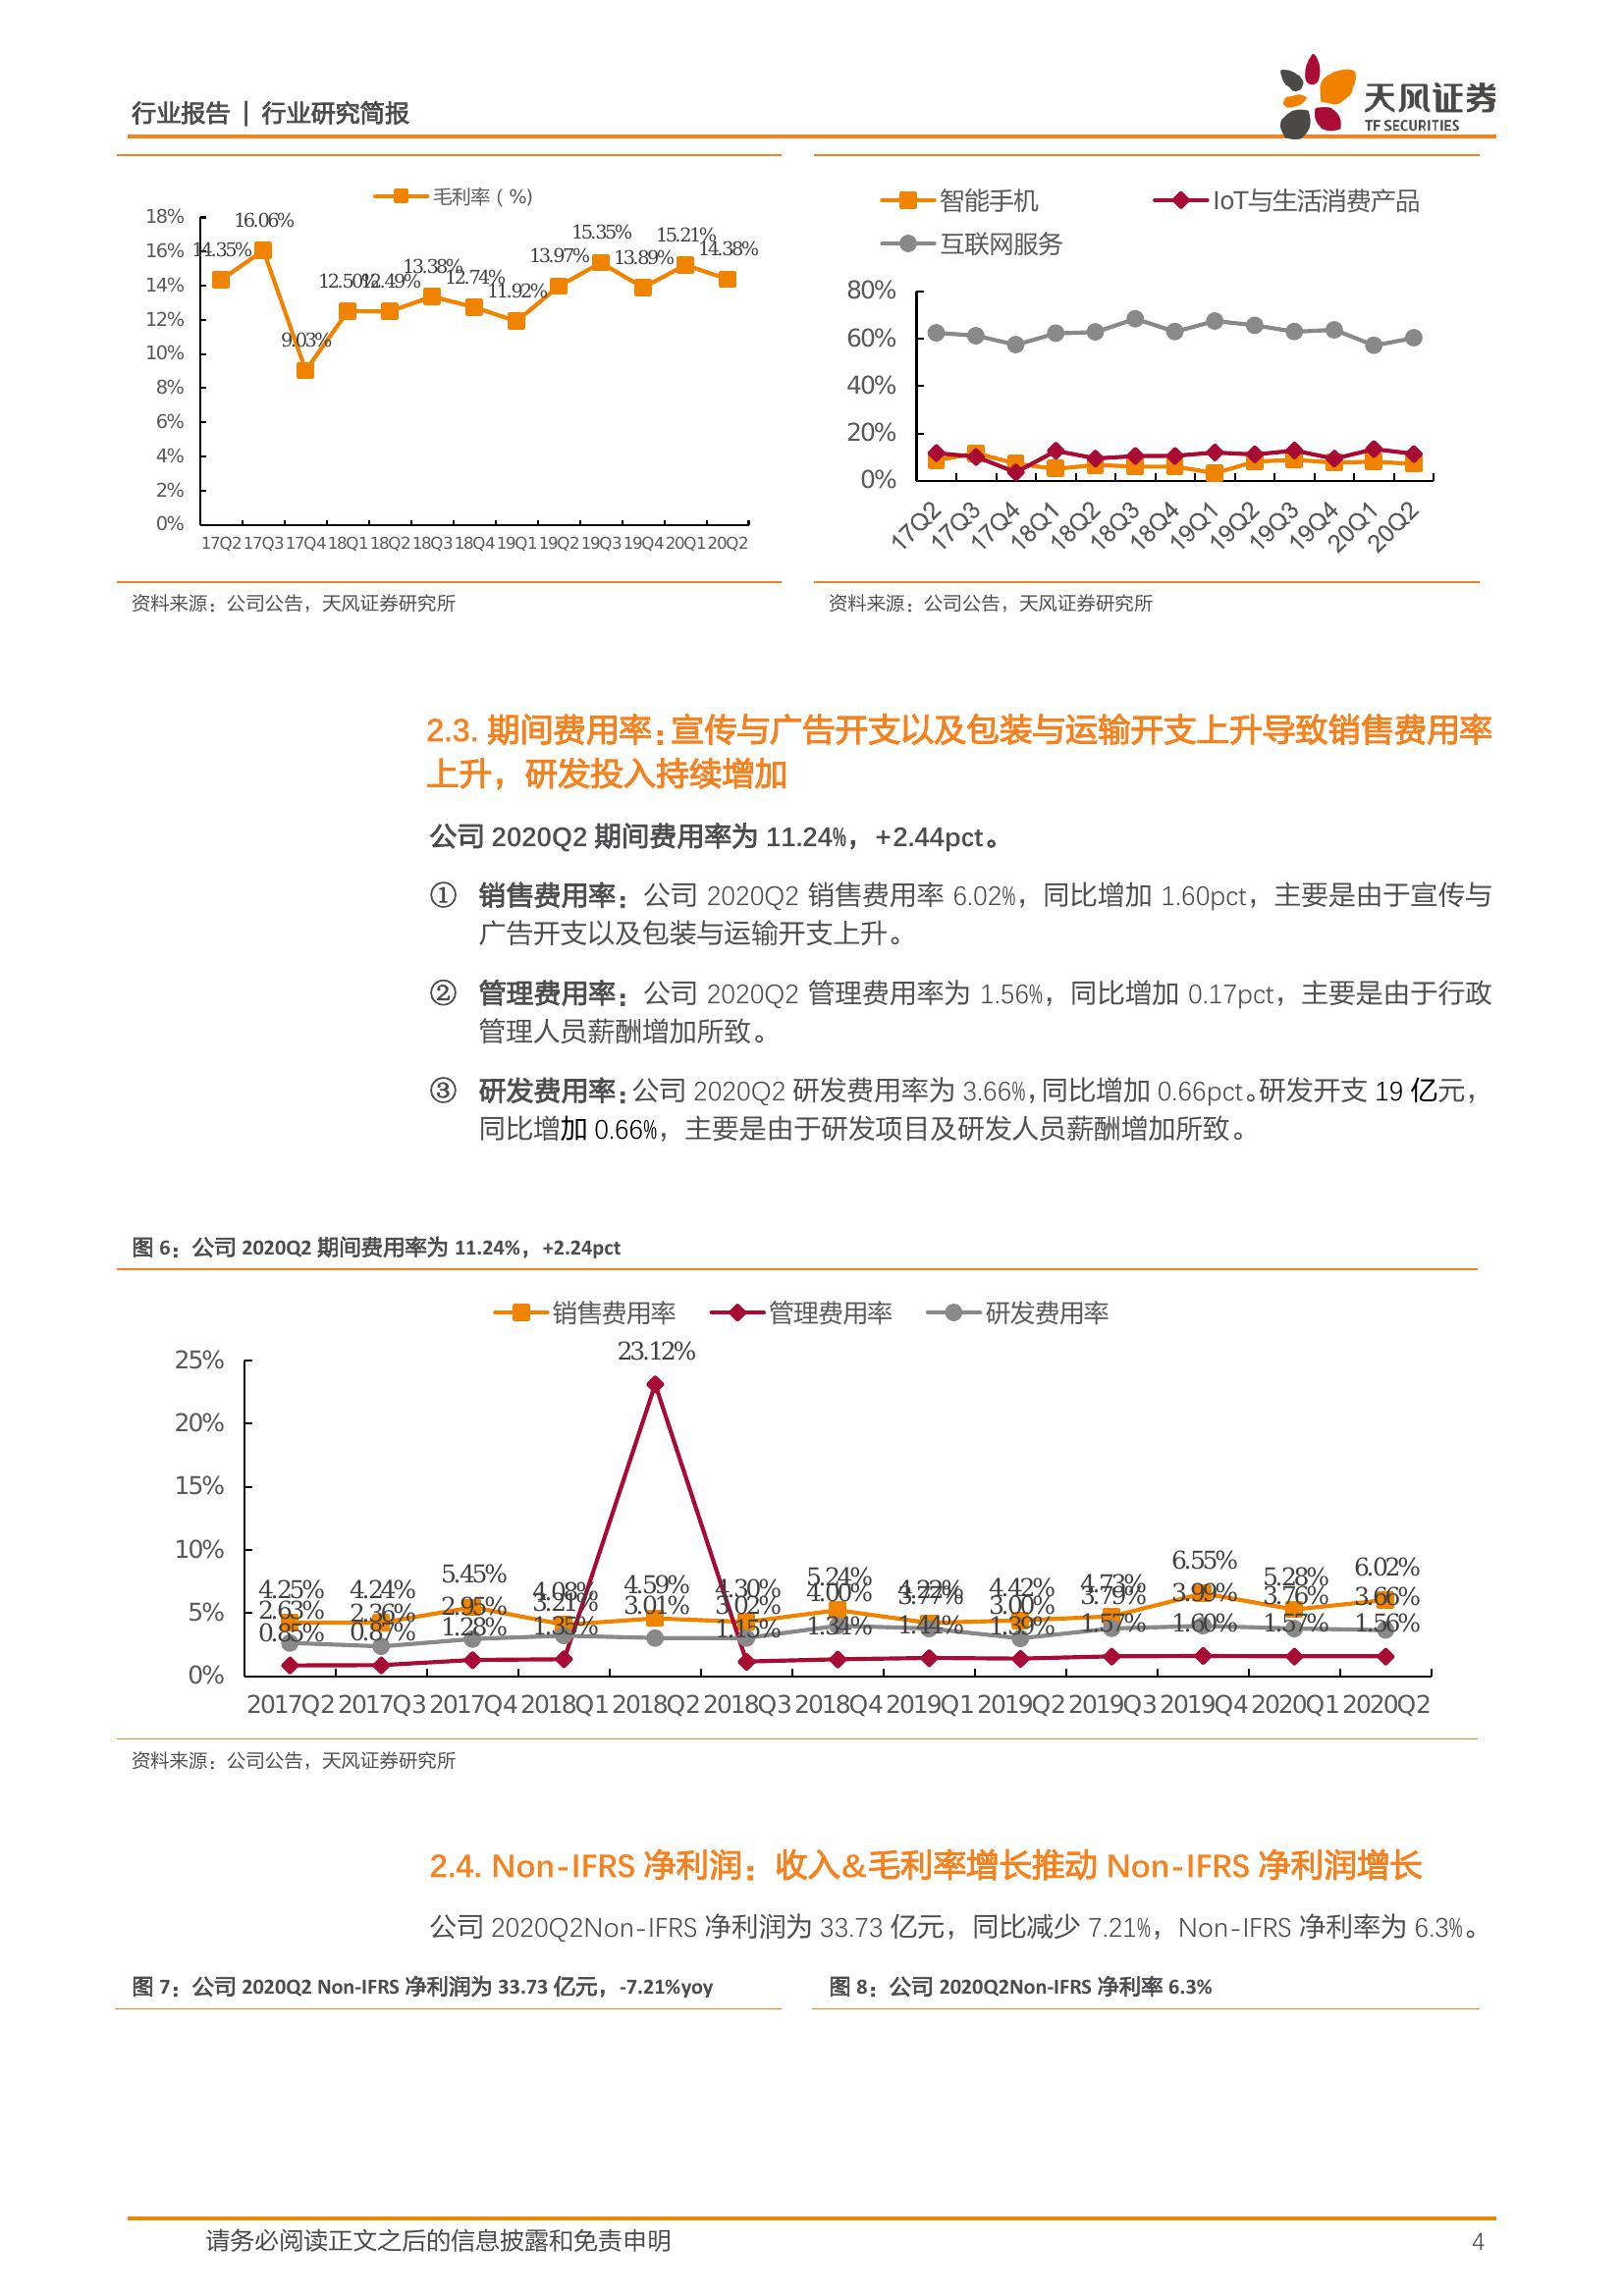 行业报告 | 行业研究简报
天风证券
TF SECURITIES
毛利率（%)
18%
16%
14%
12%
10%
8%
6%
4%
2%
0%
14.35% 16.06% 9.03% 12.50% 12.49% 13.38% 12.74% 11.92% 13.97% 15.35% 13.89% 15.21% 14.38%
17Q2 17Q3 17Q4 18Q1 18Q2 18Q3 18Q4 19Q1 19Q2 19Q3 19Q4 20Q1 20Q2
资料来源：公司公告，天风证券研究所
智能手机 IoT与生活消费产品
互联网服务
80%
60%
40%
20%
0%
17Q2 17Q3 17Q4 18Q1 18Q2 18Q3 18Q4 19Q1 19Q2 19Q3 19Q4 20Q1 20Q2
资料来源：公司公告，天风证券研究所
2.3. 期间费用率：宣传与广告开支以及包装与运输开支上升导致销售费用率
上升，研发投入持续增加
公司 2020Q2 期间费用率为 11.24%，+2.44pct。
① 销售费用率：公司 2020Q2 销售费用率 6.02%，同比增加 1.60pct，主要是由于宣传与
广告开支以及包装与运输开支上升。
② 管理费用率：公司 2020Q2 管理费用率为 1.56%，同比增加 0.17pct，主要是由于行政
管理人员薪酬增加所致。
③ 研发费用率：公司 2020Q2 研发费用率为 3.66%，同比增加 0.66pct。研发开支 19 亿元，
同比增加 0.66%，主要是由于研发项目及研发人员薪酬增加所致。
图 6：公司 2020Q2 期间费用率为 11.24%，+2.24pct
销售费用率 管理费用率 研发费用率
25%
20%
15%
10%
5%
0%
4.25% 4.24% 5.45% 4.08% 4.59% 4.30% 5.24% 4.22% 4.42% 4.73% 6.55% 5.28% 6.02%
2.63% 2.36% 2.95% 3.21% 3.01% 3.02% 4.00% 3.77% 3.00% 3.79% 3.99% 3.76% 3.66%
0.85% 0.87% 1.28% 1.35% 23.12% 1.15% 1.34% 1.44% 1.39% 1.57% 1.60% 1.57% 1.56%
2017Q2 2017Q3 2017Q4 2018Q1 2018Q2 2018Q3 2018Q4 2019Q1 2019Q2 2019Q3 2019Q4 2020Q1 2020Q2
资料来源：公司公告，天风证券研究所
2.4. Non-IFRS 净利润：收入&毛利率增长推动 Non-IFRS 净利润增长
公司 2020Q2Non-IFRS 净利润为 33.73 亿元，同比减少 7.21%，Non-IFRS 净利率为 6.3%。
图 7：公司 2020Q2 Non-IFRS 净利润为 33.73 亿元，-7.21%yoy
图 8：公司 2020Q2Non-IFRS 净利率 6.3%
请务必阅读正文之后的信息披露和免责申明
4